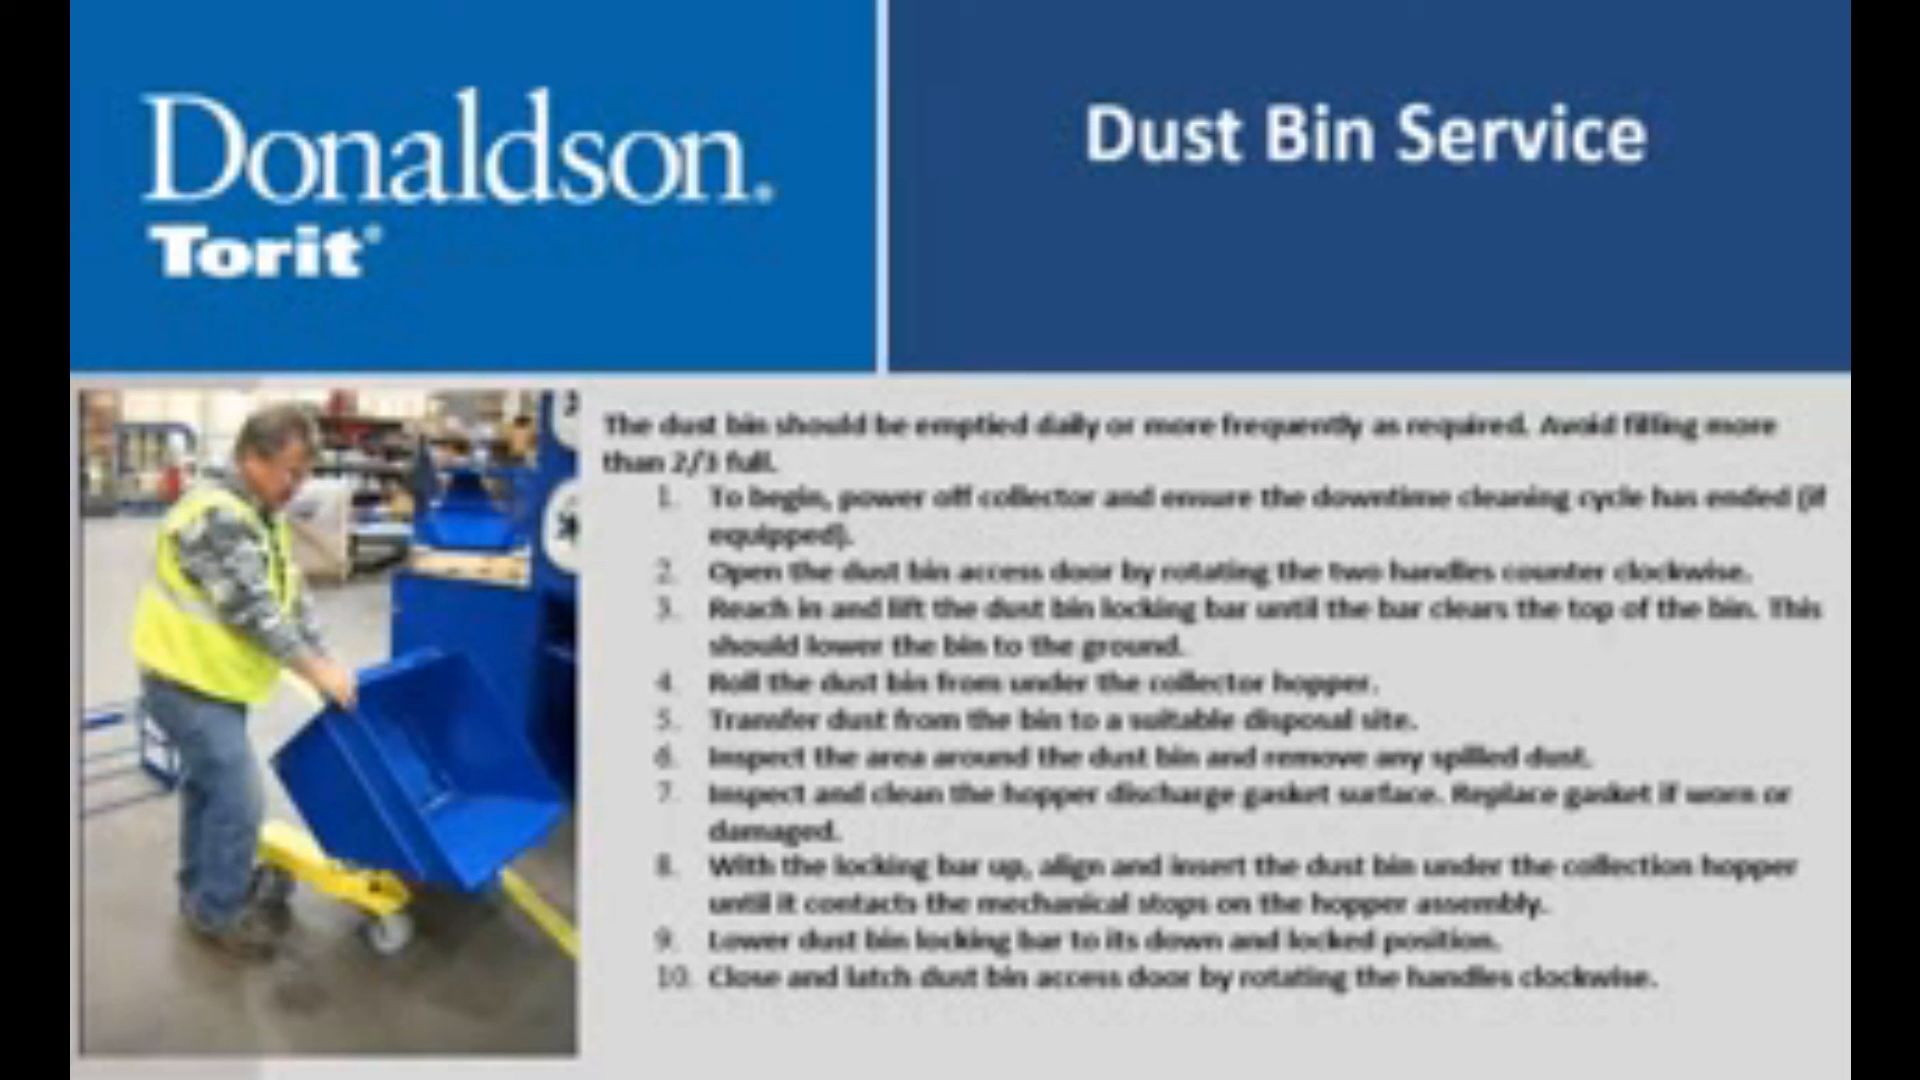 Donaldson®
Torit®
Dust Bin Service
The dust bin should be emptied daily or more frequently as required. Avoid filling more
than 2/3 full.
1. To begin, power off collector and ensure the downtime cleaning cycle has ended (if
equipped).
2. Open the dust bin access door by rotating the two handles counter clockwise.
3. Reach in and lift the dust bin locking bar until the bar clears the top of the bin. This
should lower the bin to the ground.
4. Roll the dust bin from under the collector hopper.
5. Transfer dust from the bin to a suitable disposal site.
6. Inspect the area around the dust bin and remove any spilled dust.
7. Inspect and clean the hopper discharge gasket surface. Replace gasket if worn or
damaged.
8. With the locking bar up, align and insert the dust bin under the collection hopper
until it contacts the mechanical stops on the hopper assembly.
9. Lower dust bin locking bar to its down and locked position.
10. Close and latch dust bin access door by rotating the handles clockwise.